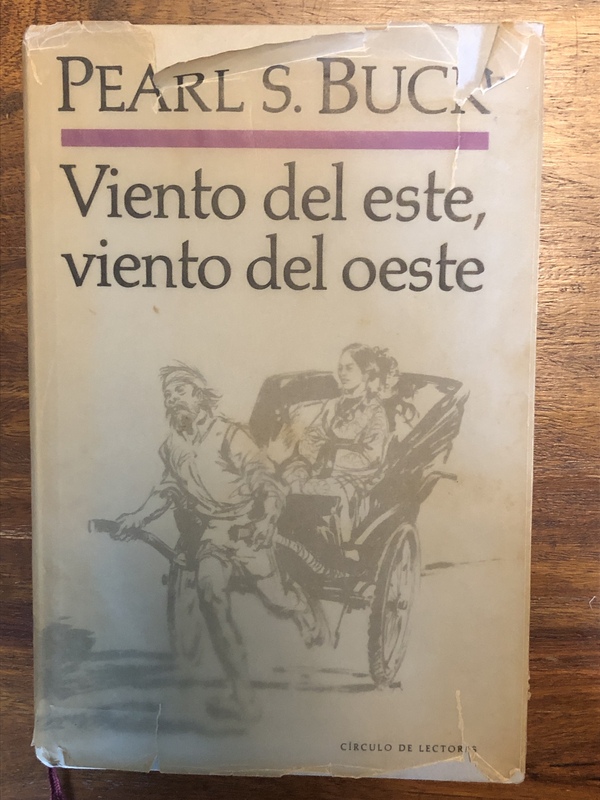 PEARL S. BUCK
Viento del este,
viento del oeste
CÍRCULO DE LECTORES